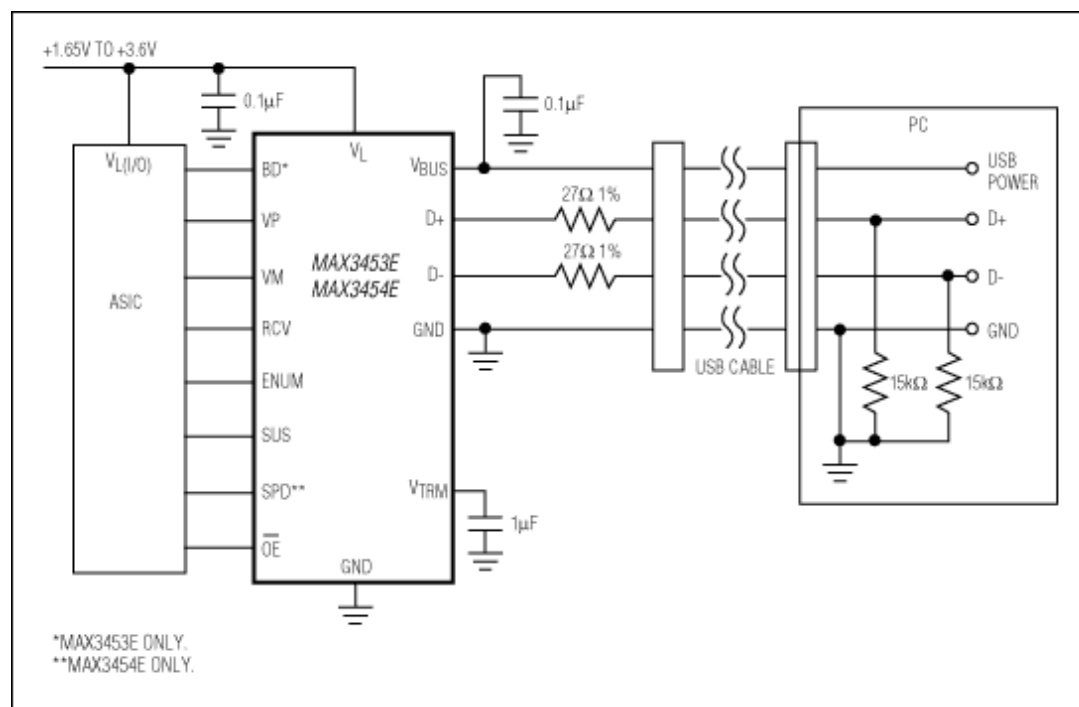 +1.65V TO +3.6V
0.1µF
0.1µF
PC
VL(I/O)
VL
VBUS
USB
POWER
BD*
27Ω 1%
D+
D+
VP
27Ω 1%
MAX3453E
MAX3454E
D-
D-
VM
ASIC
RCV
GND
GND
USB CABLE
ENUM
15kΩ
15kΩ
SUS
SPD**
VTRM
1µF
OE
GND
*MAX3453E ONLY.
**MAX3454E ONLY.